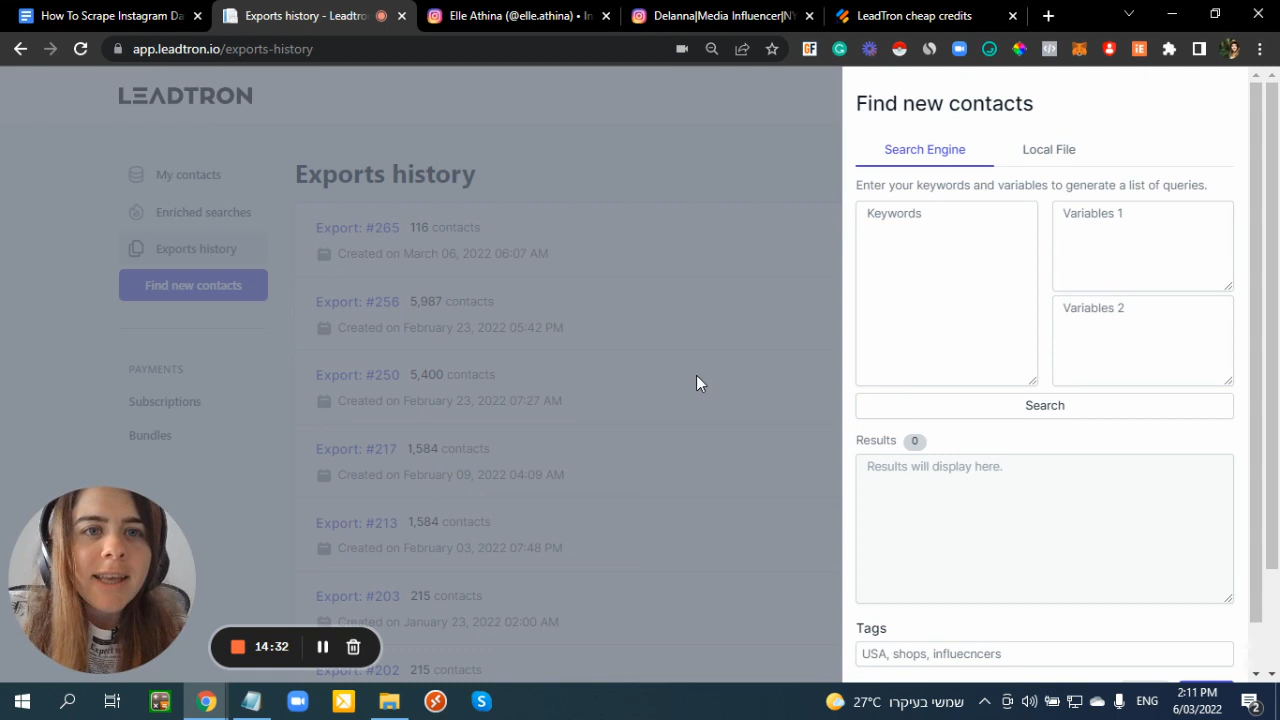 How To Scrape Instagram Da
Exports history - Leadtron
Elle Athina (@elle.athina) • In
Delanna|Media Influencer|N
LeadTron cheap credits
app.leadtron.io/exports-history
LEADTRON
My contacts
Enriched searches
Exports history
Find new contacts
PAYMENTS
Subscriptions
Bundles
Exports history
Export: #265 116 contacts
Created on March 06, 2022 06:07 AM
Export: #256 5,987 contacts
Created on February 23, 2022 05:42 PM
Export: #250 5,400 contacts
Created on February 23, 2022 07:27 AM
Export: #217 1,584 contacts
Created on February 09, 2022 04:09 AM
Export: #213 1,584 contacts
Created on February 03, 2022 07:48 PM
Export: #203 215 contacts
Created on January 23, 2022 02:00 AM
Export: #202 215 contacts
Find new contacts
Search Engine Local File
Enter your keywords and variables to generate a list of queries.
Keywords
Variables 1
Variables 2
Search
Results 0
Results will display here.
Tags
USA, shops, influecncers
14:32
27°C שמשי בעיקרו
ENG
2:11 PM
6/03/2022
2